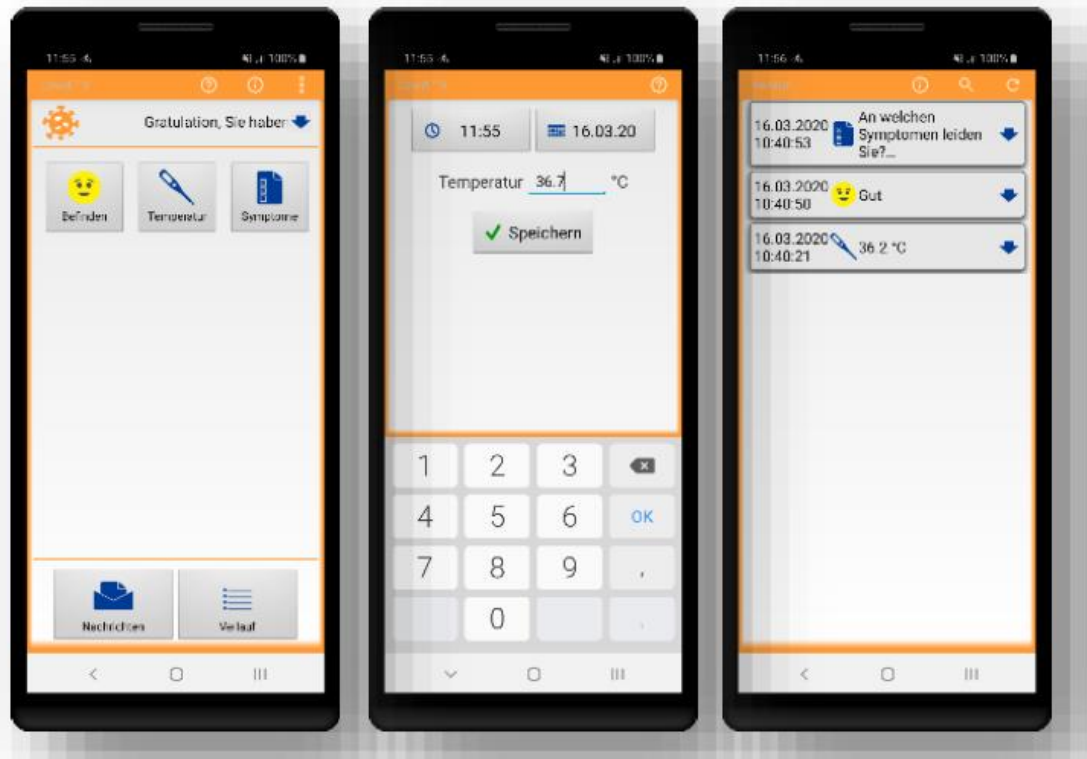 11:55 100%
Gratulation, Sie haben
Befinden Temperatur Symptome
Nachrichten Verlauf
11:55 100%
11:55 16.03.20
Temperatur 36.7 °C
Speichern
1 2 3
4 5 6 OK
7 8 9 ,
0
11:56 100%
16.03.2020
10:40:53
An welchen
Symptomen leiden
Sie?...
16.03.2020
10:40:50
Gut
16.03.2020
10:40:21
36.2 °C